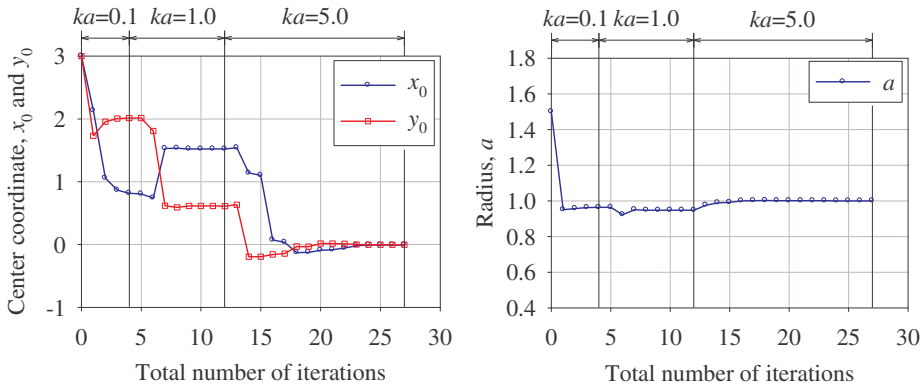 ka=0.1 ka=1.0 ka=5.0
3
2
1
0
-1
Center coordinate, x0 and y0
x0
y0
0 5 10 15 20 25 30
Total number of iterations
ka=0.1 ka=1.0 ka=5.0
1.8
1.6
1.4
1.2
1.0
0.8
0.6
0.4
Radius, a
a
0 5 10 15 20 25 30
Total number of iterations